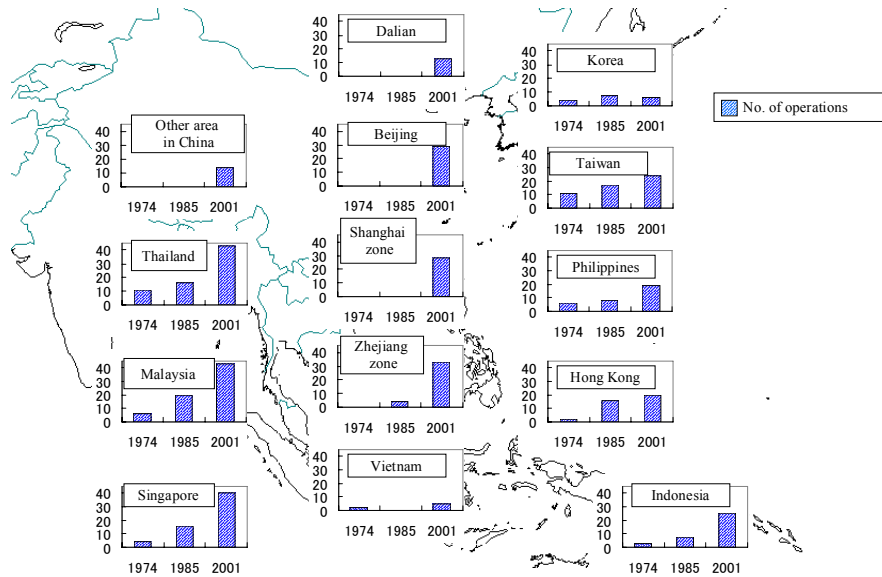 40
30
20
10
0
Dalian
1974 1985 2001
40
30
20
10
0
Korea
1974 1985 2001
No. of operations
40
30
20
10
0
Other area
in China
1974 1985 2001
40
30
20
10
0
Beijing
1974 1985 2001
40
30
20
10
0
Taiwan
1974 1985 2001
40
30
20
10
0
Thailand
1974 1985 2001
40
30
20
10
0
Shanghai
zone
1974 1985 2001
40
30
20
10
0
Philippines
1974 1985 2001
40
30
20
10
0
Malaysia
1974 1985 2001
40
30
20
10
0
Zhejiang
zone
1974 1985 2001
40
30
20
10
0
Hong Kong
1974 1985 2001
40
30
20
10
0
Singapore
1974 1985 2001
40
30
20
10
0
Vietnam
1974 1985 2001
40
30
20
10
0
Indonesia
1974 1985 2001